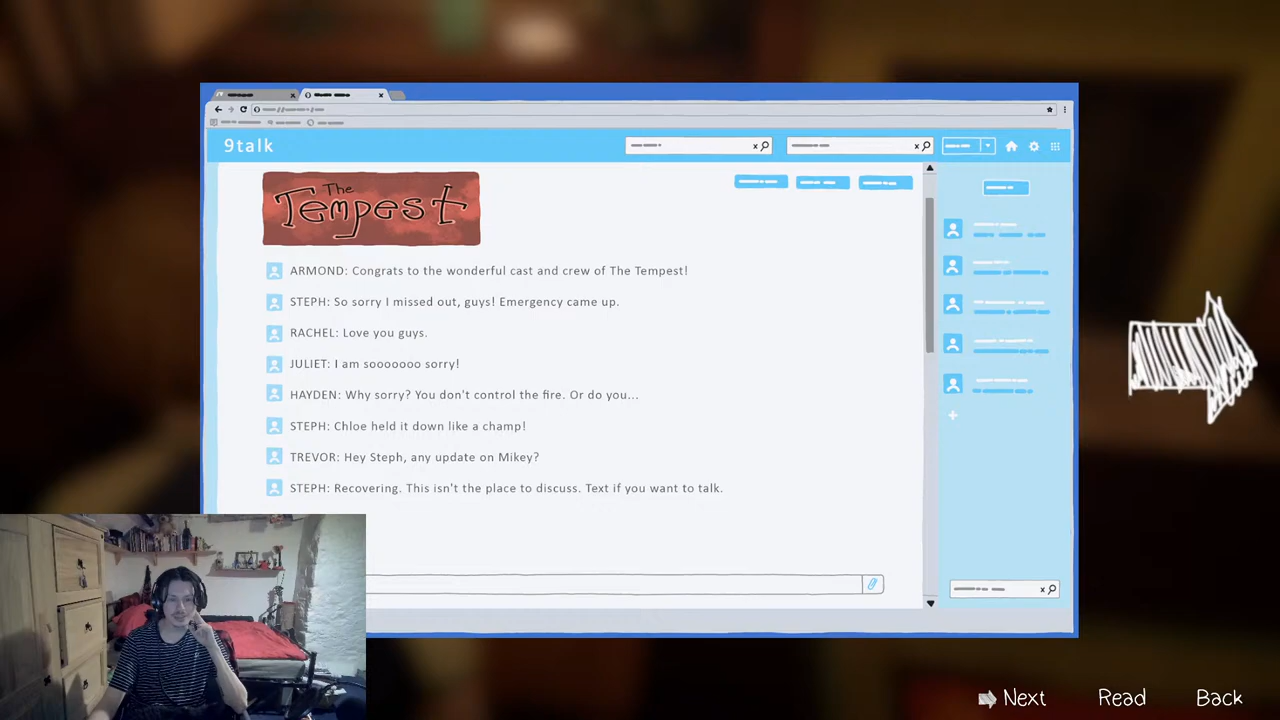 9talk
The
Tempest
ARMOND: Congrats to the wonderful cast and crew of The Tempest!
STEPH: So sorry I missed out, guys! Emergency came up.
RACHEL: Love you guys.
JULIET: I am sooooooo sorry!
HAYDEN: Why sorry? You don't control the fire. Or do you...
STEPH: Chloe held it down like a champ!
TREVOR: Hey Steph, any update on Mikey?
STEPH: Recovering. This isn't the place to discuss. Text if you want to talk.
Next Read Back